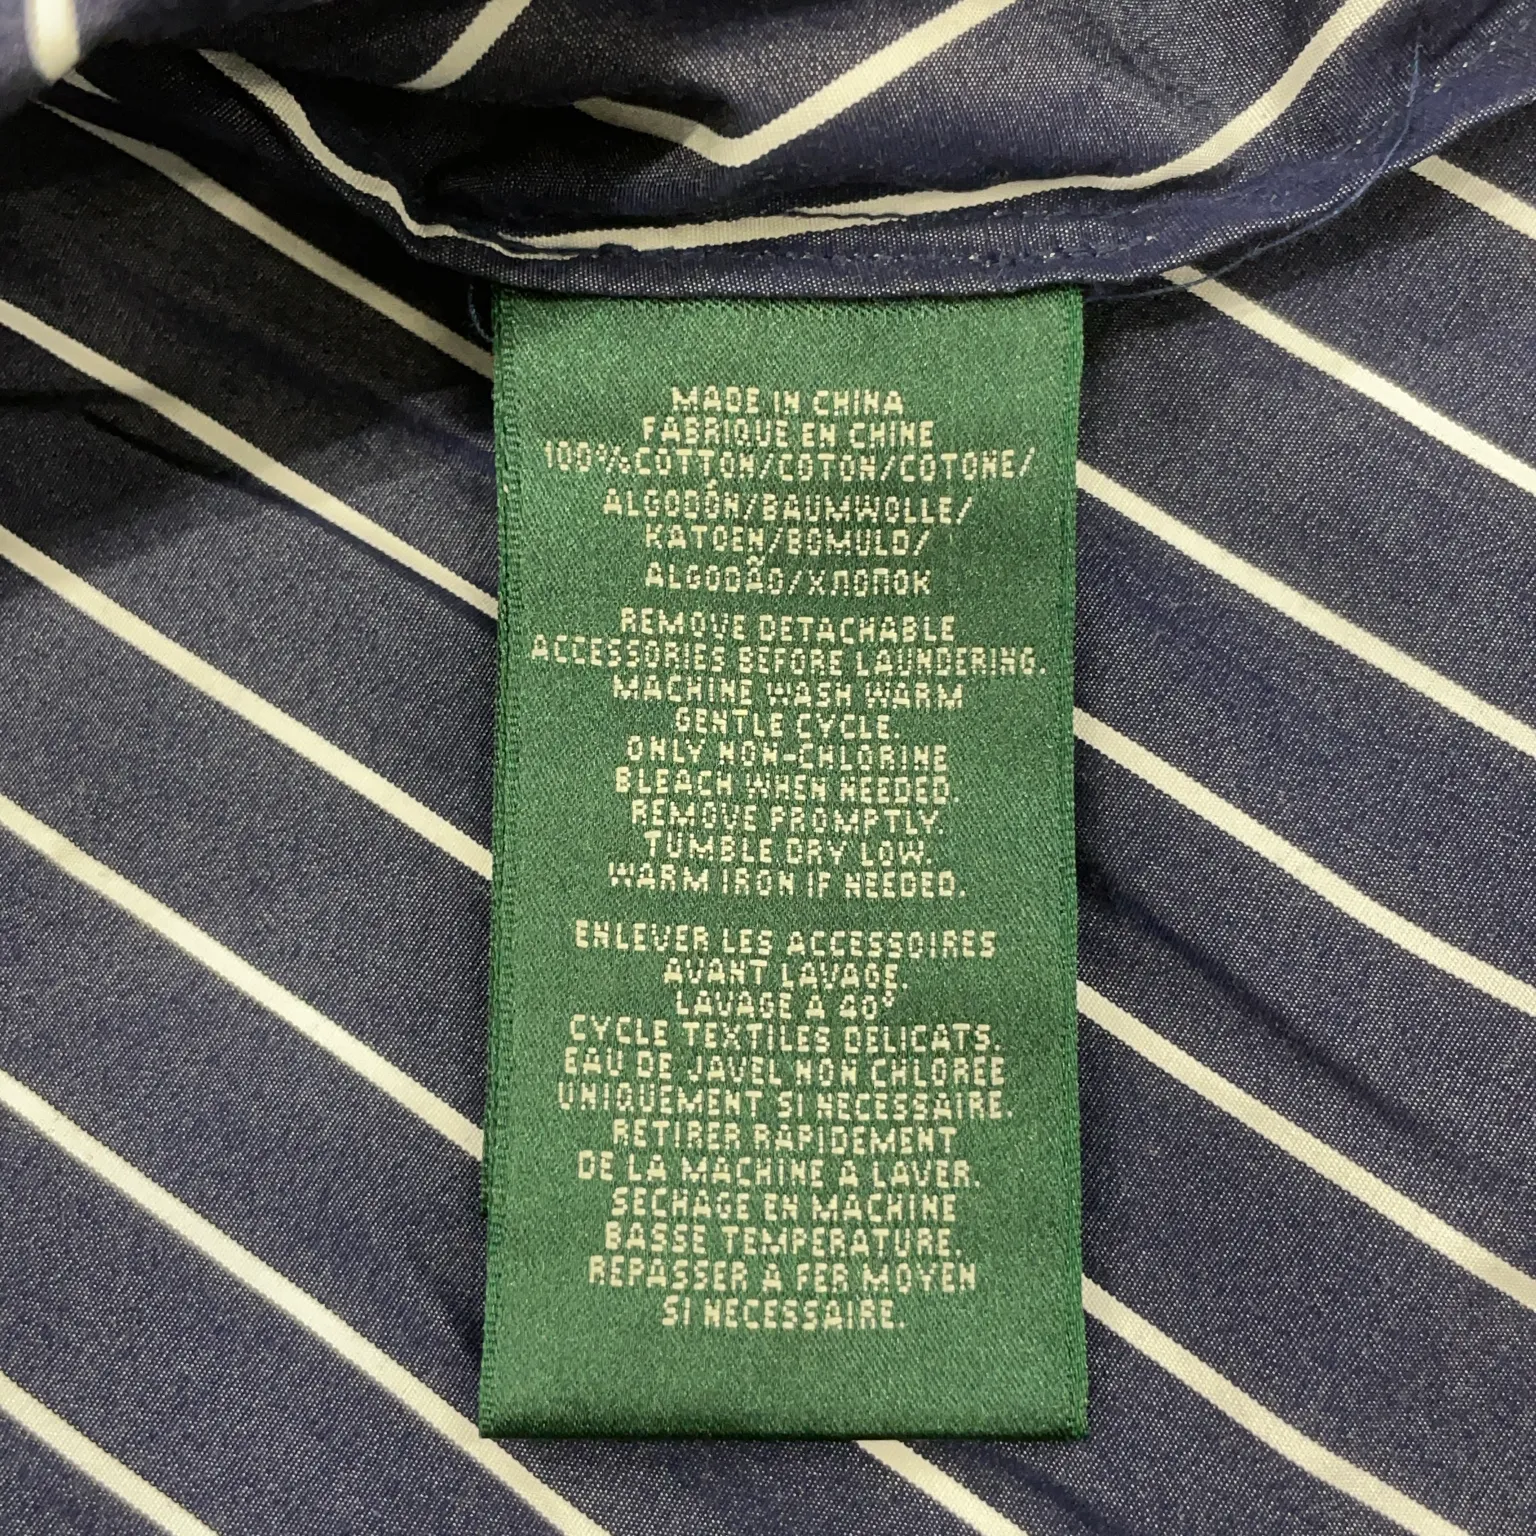 MADE IN CHINA
FABRIQUE EN CHINE
100%COTTON/COTON/COTONE/
ALGODÓN/BAUMWOLLE/
KATOEN/BOMULD/
ALGODÃO/ХЛОПОК
REMOVE DETACHABLE
ACCESSORIES BEFORE LAUNDERING.
MACHINE WASH WARM
GENTLE CYCLE.
ONLY NON-CHLORINE
BLEACH WHEN NEEDED.
REMOVE PROMPTLY.
TUMBLE DRY LOW.
WARM IRON IF NEEDED.
ENLEVER LES ACCESSOIRES
AVANT LAVAGE.
LAVAGE A 40°
CYCLE TEXTILES DELICATS.
EAU DE JAVEL NON CHLOREE
UNIQUEMENT SI NECESSAIRE.
RETIRER RAPIDEMENT
DE LA MACHINE A LAVER.
SECHAGE EN MACHINE
BASSE TEMPERATURE.
REPASSER A FER MOYEN
SI NECESSAIRE.